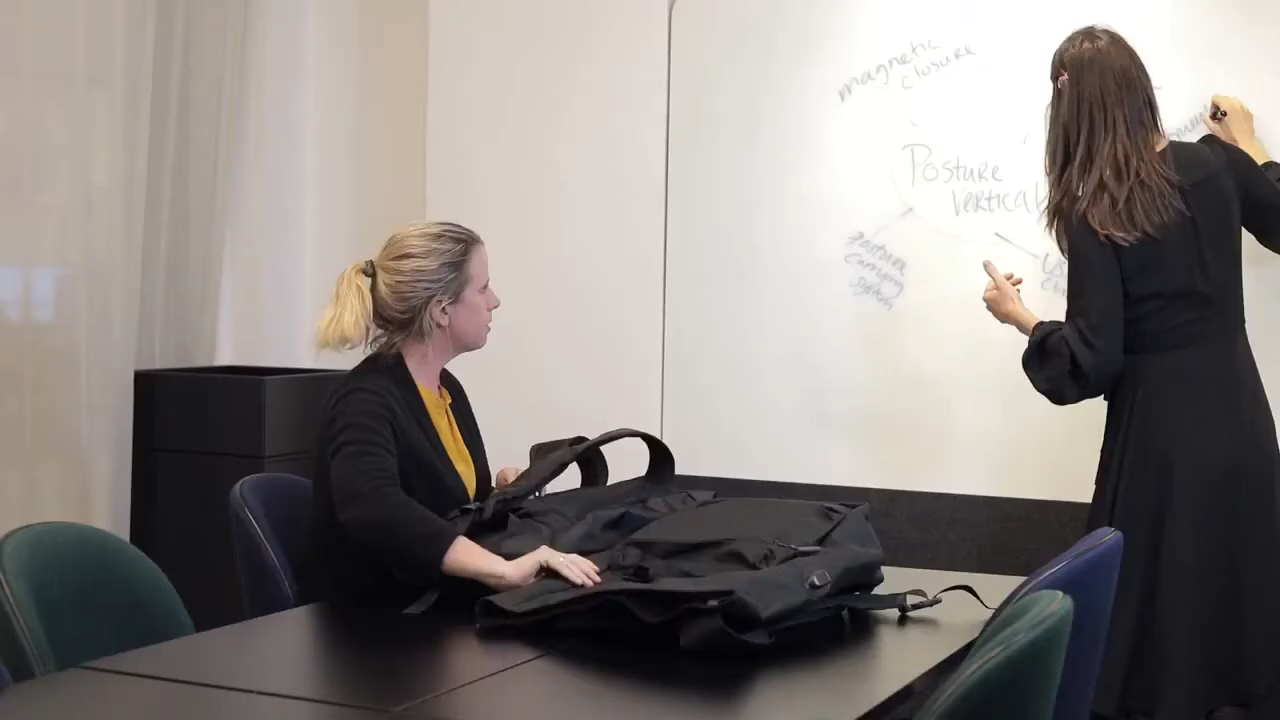 magnetic
closure
Posture
Vertical
Posture
Carrying
System